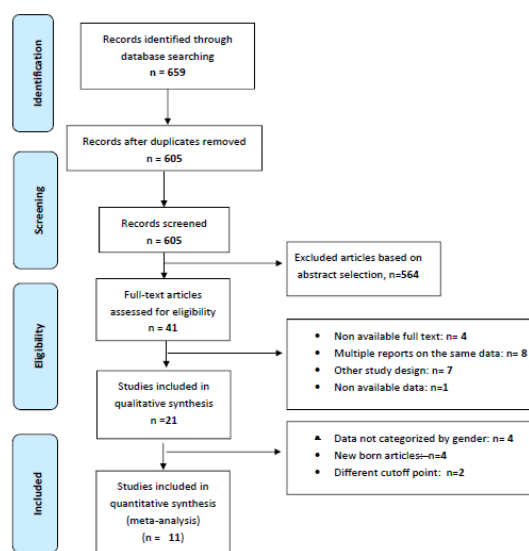 Identification
Records identified through
database searching
n = 659
Records after duplicates removed
n = 605
Screening
Records screened
n = 605
Excluded articles based on
abstract selection, n=564
Eligibility
Full-text articles
assessed for eligibility
n = 41
• Non available full text: n= 4
• Multiple reports on the same data: n= 8
• Other study design: n= 7
• Non available data: n=1
Studies included in
qualitative synthesis
n =21
• Data not categorized by gender: n= 4
• New born articles: n=4
• Different cutoff point: n=2
Included
Studies included in
quantitative synthesis
(meta-analysis)
(n = 11)